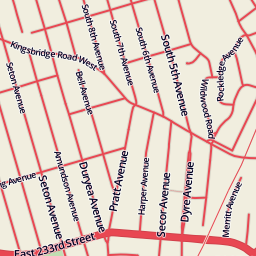 South 8th Avenue
South 7th Avenue
South 6th Avenue
South 5th Avenue
Rockledge Avenue
Kingsbridge Road West
Wildwood Road
Seton Avenue
Bell Avenue
Avenue
Seton Avenue
Amundson Avenue
Duryea Avenue
Pratt Avenue
Harper Avenue
Secor Avenue
Dyre Avenue
Merritt Avenue
East 233rd Street